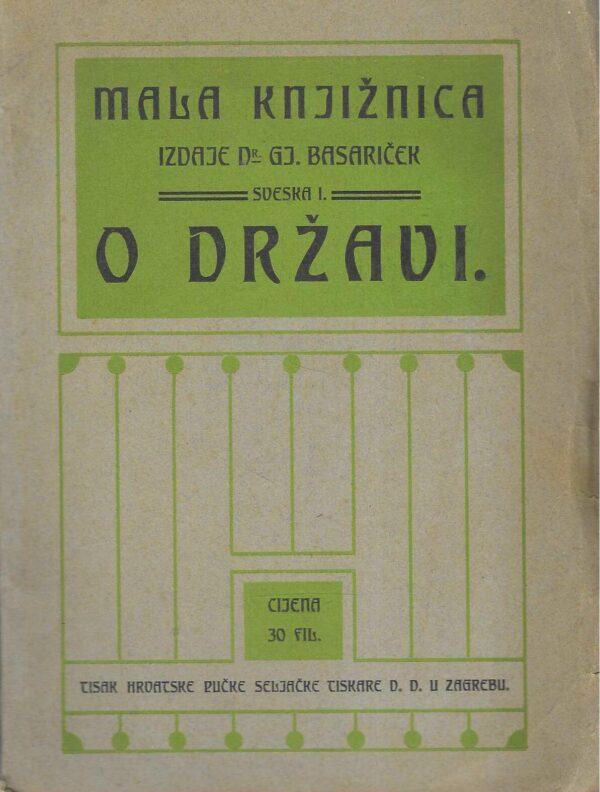 MALA KNJIŽNICA
IZDAJE DR. GJ. BASARIČEK
SVESKA I.
O DRŽAVI.
CIJENA
30 FIL.
TISAK HRVATSKE PUČKE SELJAČKE TISKARE D. D. U ZAGREBU.